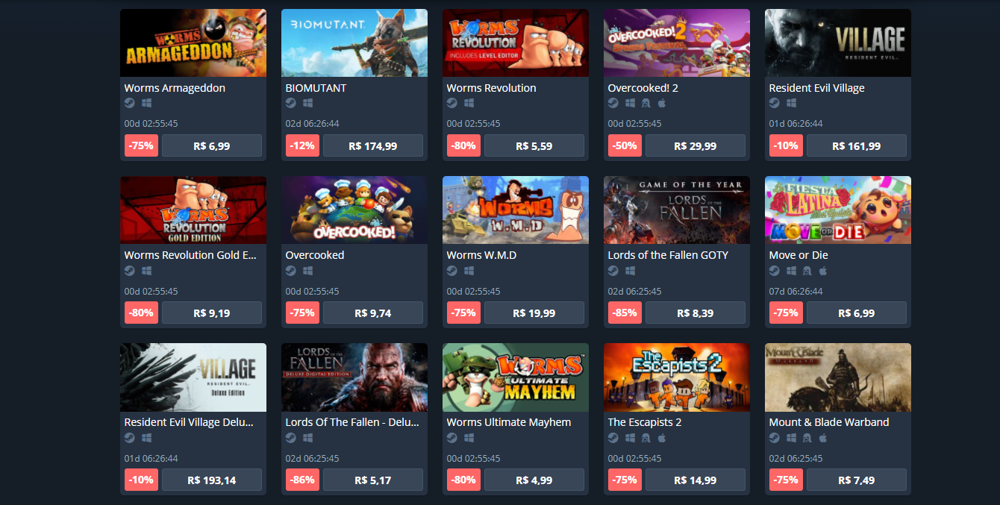 WORMS
ARMAGEDDON
Worms Armageddon
00d 02:55:45
-75% R$ 6,99
BIOMUTANT
BIOMUTANT
02d 06:26:44
-12% R$ 174,99
WORMS
REVOLUTION
INCLUDES LEVEL EDITOR
Worms Revolution
00d 02:55:45
-80% R$ 5,59
OVERCOOKED! 2
Overcooked! 2
00d 02:55:45
-50% R$ 29,99
VILLAGE
RESIDENT EVIL.
Resident Evil Village
01d 06:26:44
-10% R$ 161,99
WORMS
REVOLUTION
GOLD EDITION
Worms Revolution Gold E...
00d 02:55:45
-80% R$ 9,19
OVERCOOKED!
Overcooked
00d 02:55:45
-75% R$ 9,74
WORMS
W.M.D
Worms W.M.D
00d 02:55:45
-75% R$ 19,99
GAME OF THE YEAR
LORDS OF THE
FALLEN
Lords of the Fallen GOTY
02d 06:25:45
-85% R$ 8,39
FIESTA
LATINA
MOVE OR DIE
Move or Die
07d 06:26:44
-75% R$ 6,99
VILLAGE
RESIDENT EVIL.
Deluxe Edition
Resident Evil Village Delu...
01d 06:26:44
-10% R$ 193,14
LORDS OF THE
FALLEN
DELUXE DIGITAL EDITION
Lords Of The Fallen - Delu...
02d 06:25:45
-86% R$ 5,17
WORMS
ULTIMATE
MAYHEM
Worms Ultimate Mayhem
00d 02:55:45
-80% R$ 4,99
The
Escapists 2
The Escapists 2
00d 02:55:45
-75% R$ 14,99
Mount & Blade
WARBAND
Mount & Blade Warband
02d 06:25:45
-75% R$ 7,49